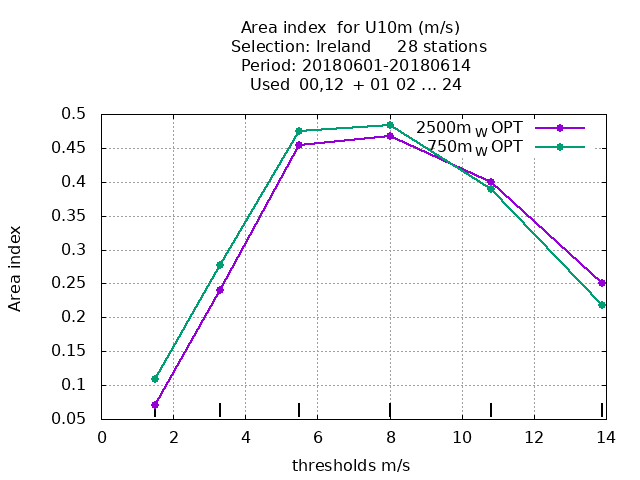 Area index  for U10m (m/s)
Selection: Ireland     28 stations
Period: 20180601-20180614
Used  00,12  + 01 02 ... 24
0.5
0.45
0.4
0.35
0.3
0.25
0.2
0.15
0.1
0.05
Area index
2500m W OPT
750m W OPT
0 2 4 6 8 10 12 14
thresholds m/s